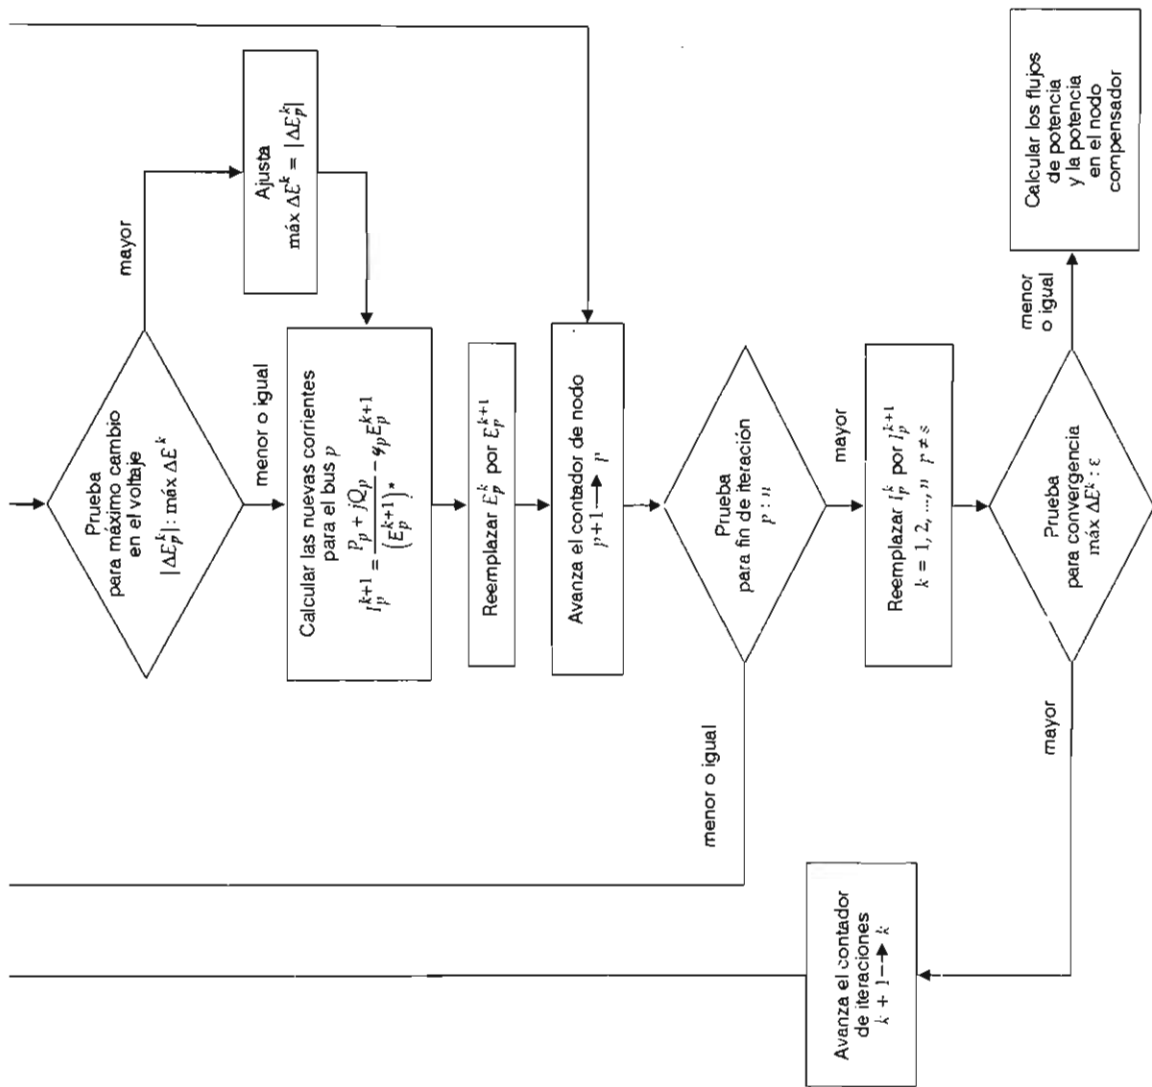 Prueba
para máximo cambio
en el voltaje
|ΔE_p^k| : máx ΔE^k
mayor
Ajusta
máx ΔE^k = |ΔE_p^k|
menor o igual
Calcular las nuevas corrientes
para el bus p
I_p^{k+1} = \frac{P_p + jQ_p}{(E_p^{k+1})*} - y_p E_p^{k+1}
Reemplazar E_p^k por E_p^{k+1}
Avanza el contador de nodo
p+1 → p
Prueba
para fin de iteración
p : n
menor o igual
mayor
Reemplazar I_p^k por I_p^{k+1}
k = 1, 2, ..., n p ≠ s
Prueba
para convergencia
máx ΔE^k : ε
mayor
menor
o igual
Avanza el contador
de iteraciones
k + 1 → k
Calcular los flujos
de potencia
y la potencia
en el nodo
compensador